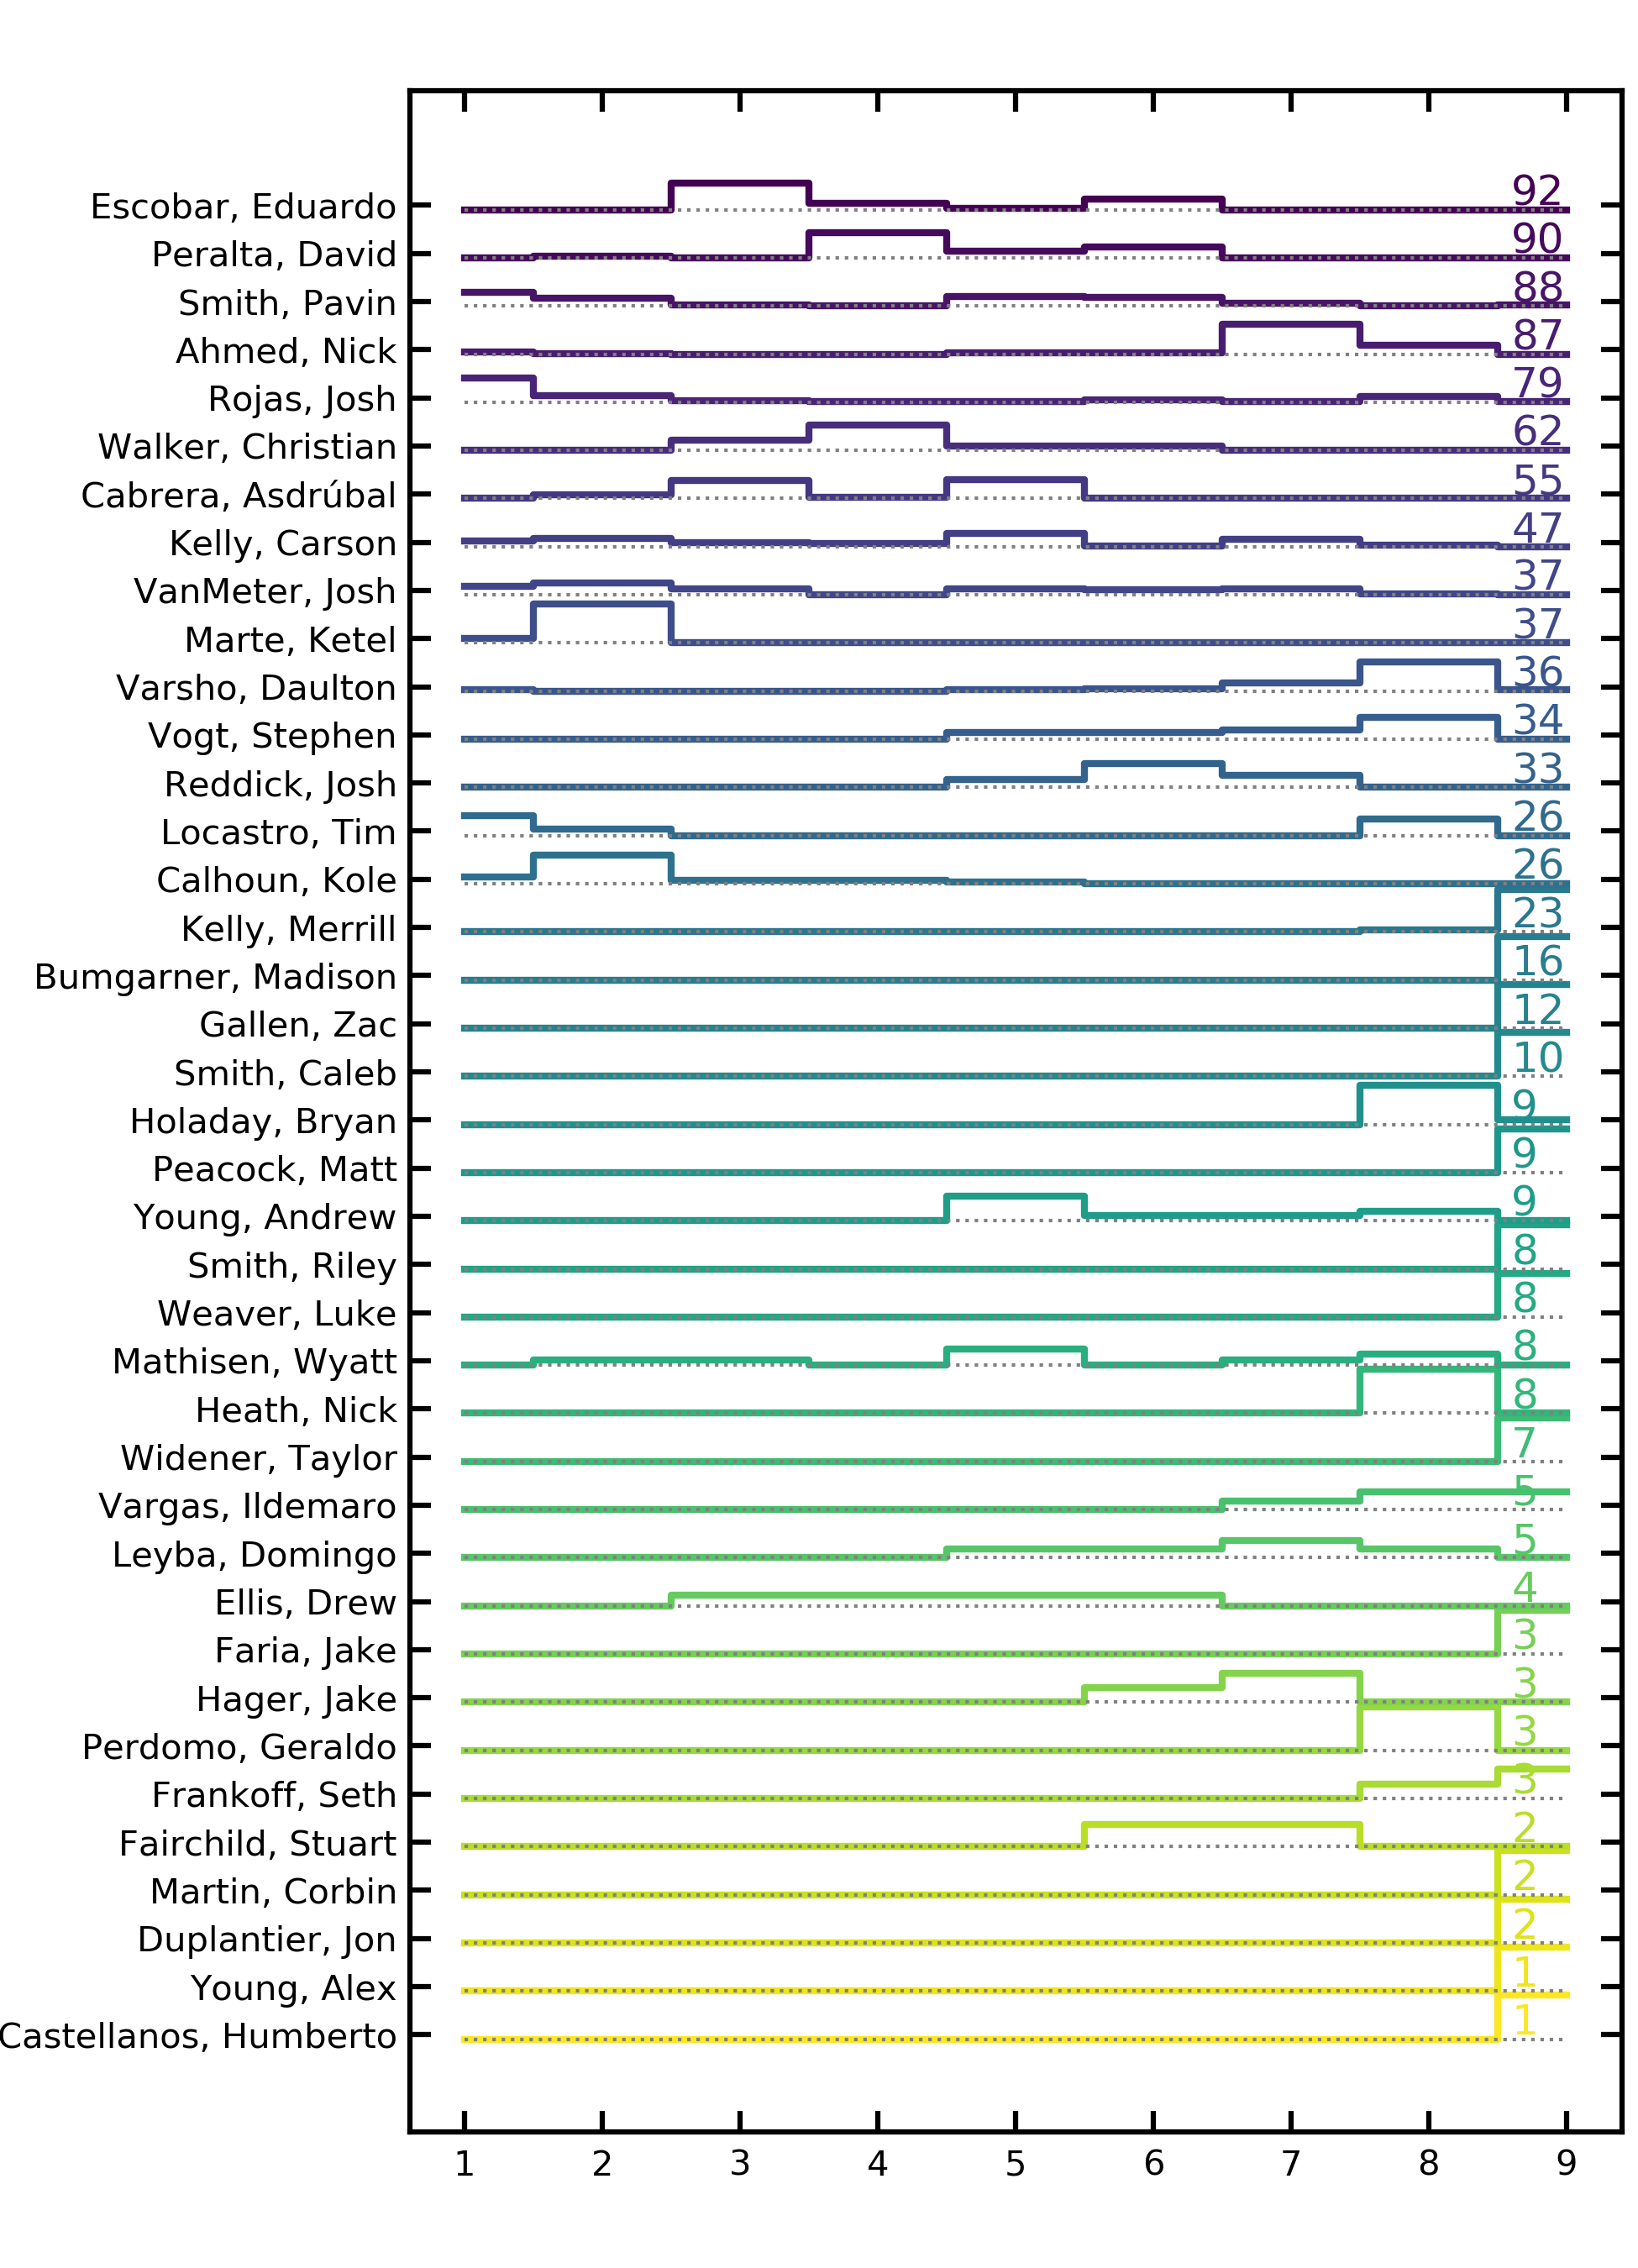 Escobar, Eduardo 92
Peralta, David 90
Smith, Pavin 88
Ahmed, Nick 87
Rojas, Josh 79
Walker, Christian 62
Cabrera, Asdrúbal 55
Kelly, Carson 47
VanMeter, Josh 37
Marte, Ketel 37
Varsho, Daulton 36
Vogt, Stephen 34
Reddick, Josh 33
Locastro, Tim 26
Calhoun, Kole 26
Kelly, Merrill 23
Bumgarner, Madison 16
Gallen, Zac 12
Smith, Caleb 10
Holaday, Bryan 9
Peacock, Matt 9
Young, Andrew 9
Smith, Riley 8
Weaver, Luke 8
Mathisen, Wyatt 8
Heath, Nick 8
Widener, Taylor 7
Vargas, Ildemaro 5
Leyba, Domingo 5
Ellis, Drew 4
Faria, Jake 3
Hager, Jake 3
Perdomo, Geraldo 3
Frankoff, Seth 3
Fairchild, Stuart 2
Martin, Corbin 2
Duplantier, Jon 2
Young, Alex 1
Castellanos, Humberto 1
1 2 3 4 5 6 7 8 9